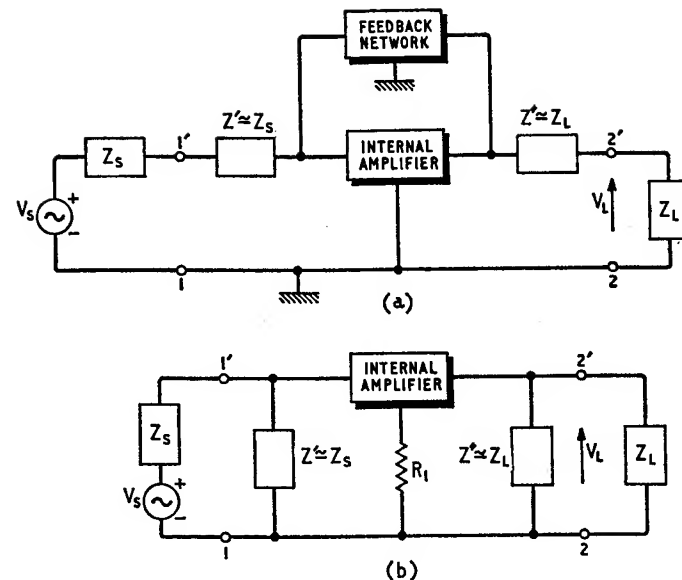 FEEDBACK
NETWORK
Z'≃Z_S
Z"≃Z_L
1'
2'
Z_S
INTERNAL
AMPLIFIER
V_S
+
-
V_L
Z_L
1
2
(a)
1'
INTERNAL
AMPLIFIER
2'
Z_S
Z'≃Z_S
R_1
Z"≃Z_L
V_L
Z_L
V_S
+
-
1
2
(b)